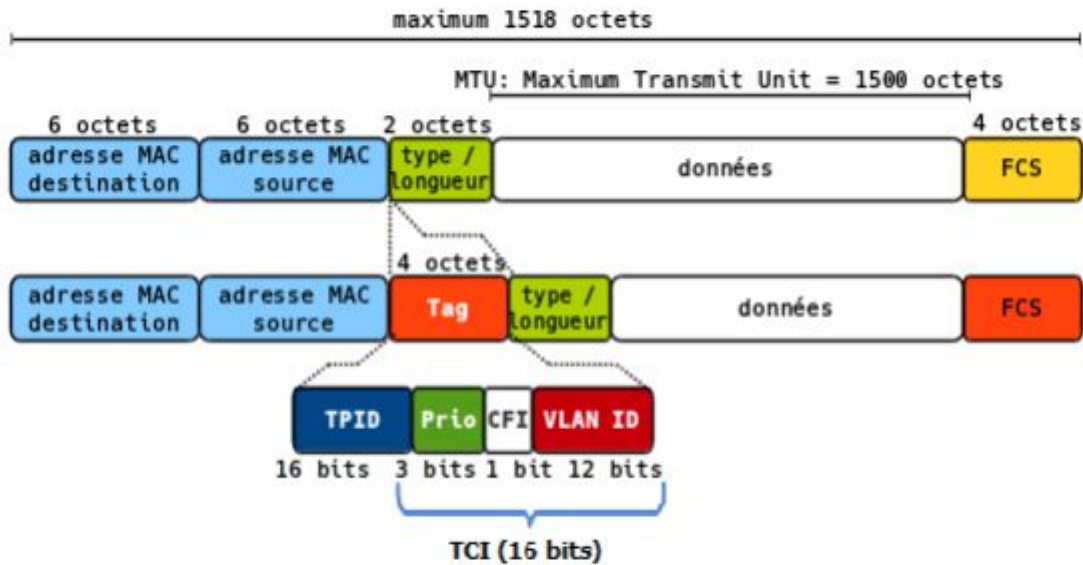 maximum 1518 octets
MTU: Maximum Transmit Unit = 1500 octets
6 octets 6 octets 2 octets 4 octets
adresse MAC destination
adresse MAC source
type / longueur
données
FCS
4 octets
adresse MAC destination
adresse MAC source
Tag
type / longueur
données
FCS
TPID Prio CFI VLAN ID
16 bits 3 bits 1 bit 12 bits
TCI (16 bits)